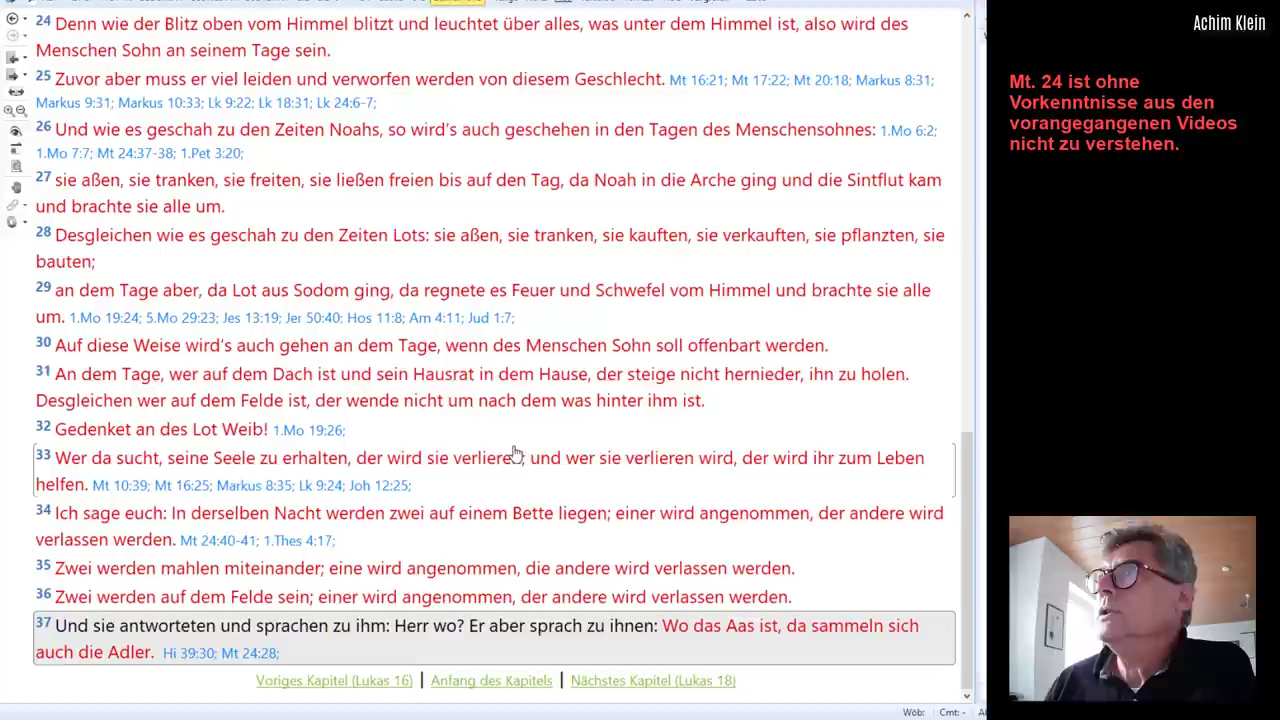 24 Denn wie der Blitz oben vom Himmel blitzt und leuchtet über alles, was unter dem Himmel ist, also wird des
Menschen Sohn an seinem Tage sein.
25 Zuvor aber muss er viel leiden und verworfen werden von diesem Geschlecht. Mt 16:21; Mt 17:22; Mt 20:18; Markus 8:31;
Markus 9:31; Markus 10:33; Lk 9:22; Lk 18:31; Lk 24:6-7;
26 Und wie es geschah zu den Zeiten Noahs, so wird's auch geschehen in den Tagen des Menschensohnes: 1.Mo 6:2;
1.Mo 7:7; Mt 24:37-38; 1.Pet 3:20;
27 sie aßen, sie tranken, sie freiten, sie ließen freien bis auf den Tag, da Noah in die Arche ging und die Sintflut kam
und brachte sie alle um.
28 Desgleichen wie es geschah zu den Zeiten Lots: sie aßen, sie tranken, sie kauften, sie verkauften, sie pflanzten, sie
bauten;
29 an dem Tage aber, da Lot aus Sodom ging, da regnete es Feuer und Schwefel vom Himmel und brachte sie alle
um. 1.Mo 19:24; 5.Mo 29:23; Jes 13:19; Jer 50:40; Hos 11:8; Am 4:11; Jud 1:7;
30 Auf diese Weise wird's auch gehen an dem Tage, wenn des Menschen Sohn soll offenbart werden.
31 An dem Tage, wer auf dem Dach ist und sein Hausrat in dem Hause, der steige nicht hernieder, ihn zu holen.
Desgleichen wer auf dem Felde ist, der wende nicht um nach dem was hinter ihm ist.
32 Gedenket an des Lot Weib! 1.Mo 19:26;
33 Wer da sucht, seine Seele zu erhalten, der wird sie verlieren; und wer sie verlieren wird, der wird ihr zum Leben
helfen. Mt 10:39; Mt 16:25; Markus 8:35; Lk 9:24; Joh 12:25;
34 Ich sage euch: In derselben Nacht werden zwei auf einem Bette liegen; einer wird angenommen, der andere wird
verlassen werden. Mt 24:40-41; 1.Thes 4:17;
35 Zwei werden mahlen miteinander; eine wird angenommen, die andere wird verlassen werden.
36 Zwei werden auf dem Felde sein; einer wird angenommen, der andere wird verlassen werden.
37 Und sie antworteten und sprachen zu ihm: Herr wo? Er aber sprach zu ihnen: Wo das Aas ist, da sammeln sich
auch die Adler. Hi 39:30; Mt 24:28;
Voriges Kapitel (Lukas 16) | Anfang des Kapitels | Nächstes Kapitel (Lukas 18)
Wöb: Cmt: -
Achim Klein
Mt. 24 ist ohne
Vorkenntnisse aus den
vorangegangenen Videos
nicht zu verstehen.